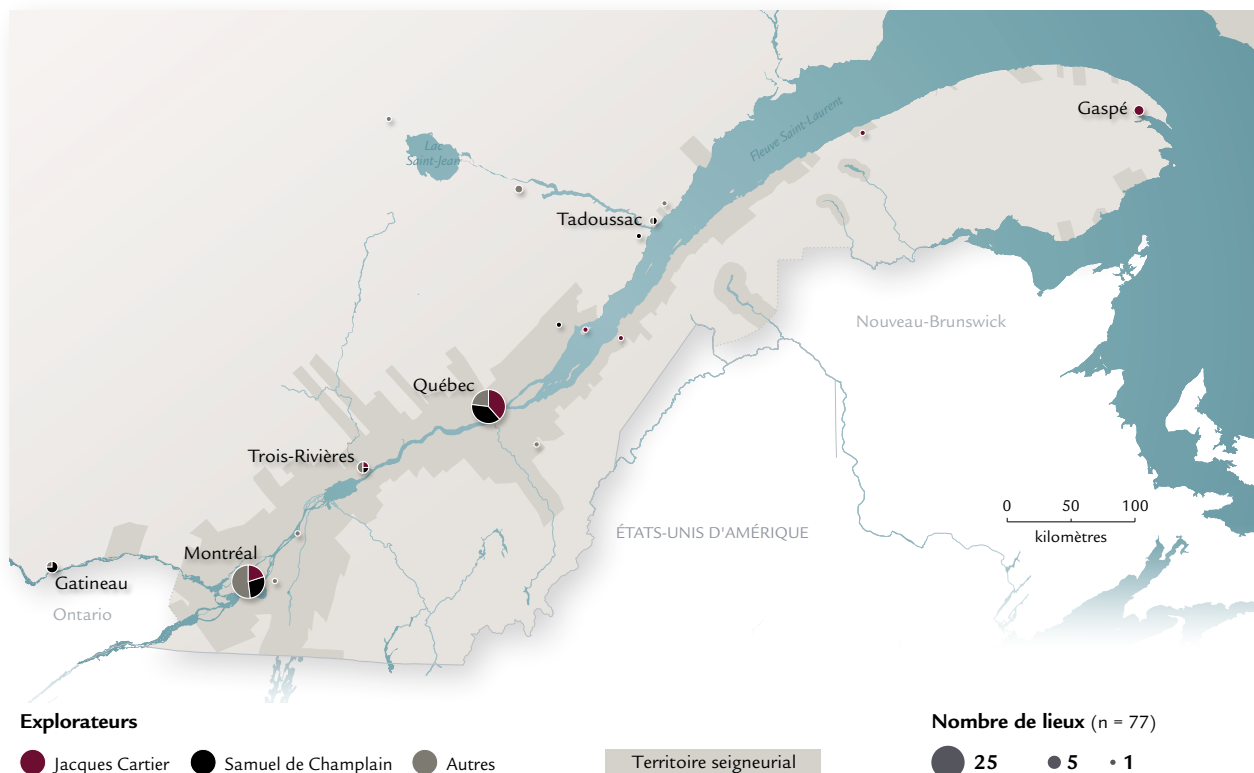 Gaspé
Fleuve Saint-Laurent
Lac
Saint-Jean
Tadoussac
Nouveau-Brunswick
Québec
Trois-Rivières
0 50 100
kilomètres
ÉTATS-UNIS D'AMÉRIQUE
Montréal
Gatineau
Ontario
Explorateurs
Jacques Cartier Samuel de Champlain Autres
Territoire seigneurial
Nombre de lieux (n = 77)
25 5 1